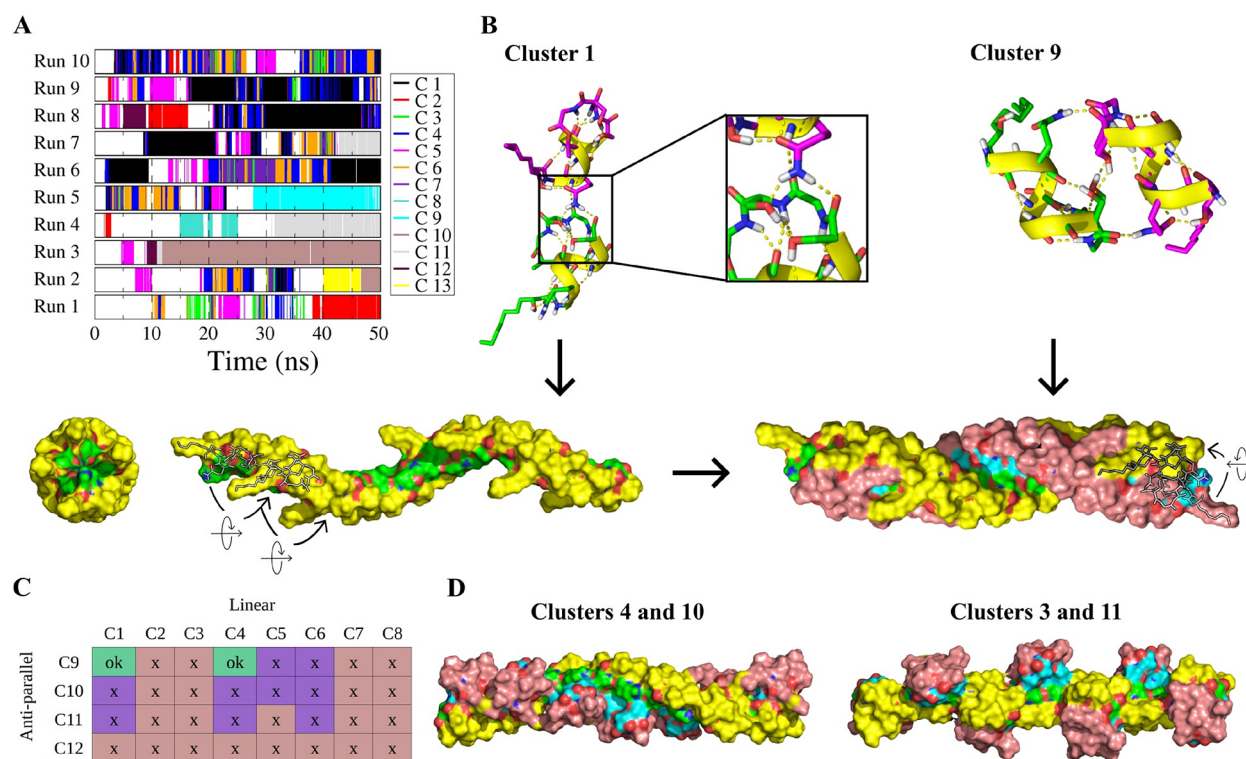 A
Run 10
Run 9
Run 8
Run 7
Run 6
Run 5
Run 4
Run 3
Run 2
Run 1
0 10 20 30 40 50
Time (ns)
C 1
C 2
C 3
C 4
C 5
C 6
C 7
C 8
C 9
C 10
C 11
C 12
C 13
B
Cluster 1
Cluster 9
C
Linear
C1 C2 C3 C4 C5 C6 C7 C8
Anti-parallel
C9 ok x x ok x x x x
C10 x x x x x x x x
C11 x x x x x x x x
C12 x x x x x x x x
D
Clusters 4 and 10
Clusters 3 and 11